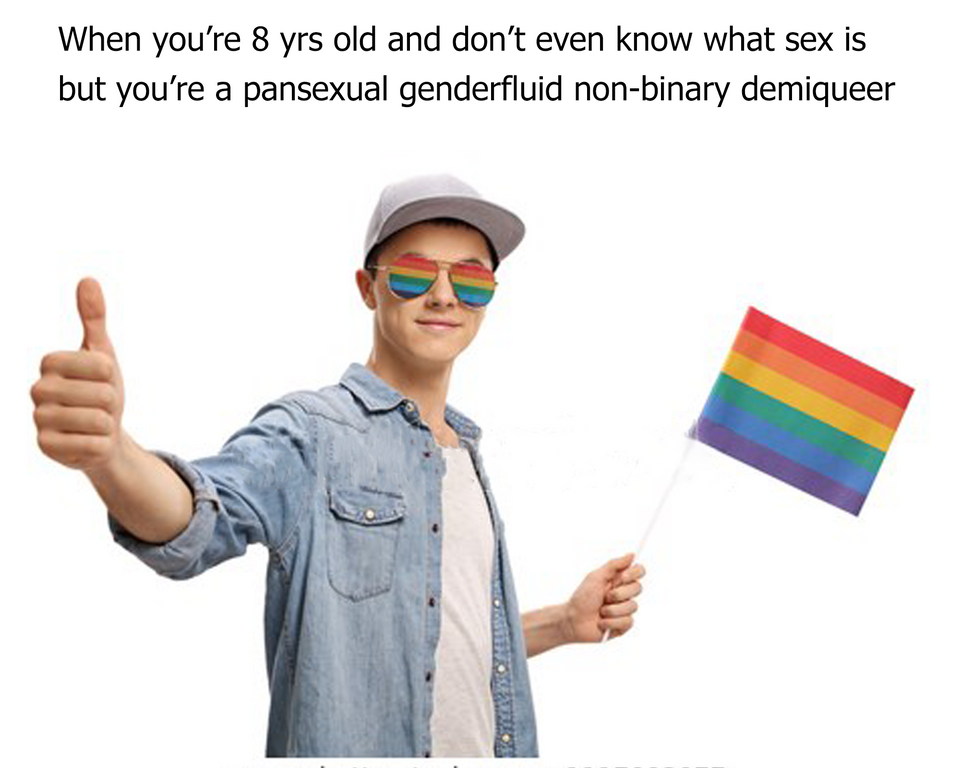 When you’re 8 yrs old and don’t even know what sex is
but you’re a pansexual genderfluid non-binary demiqueer